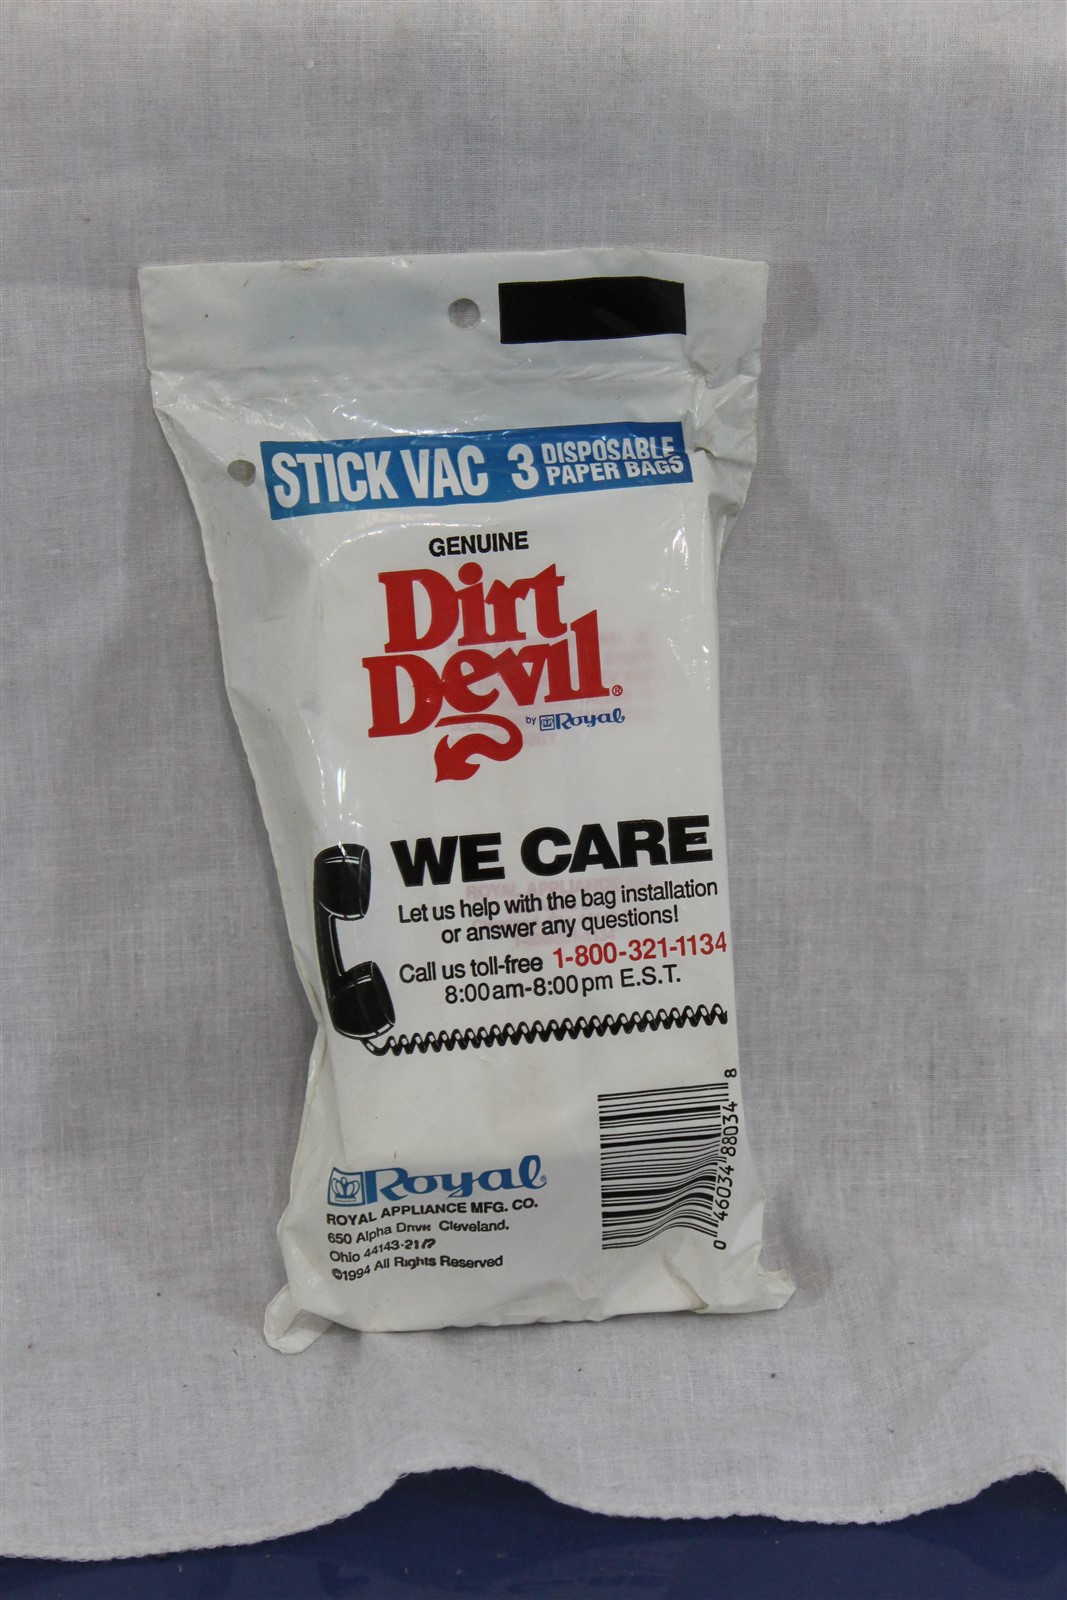 STICK VAC 3 DISPOSABLE
PAPER BAGS
GENUINE
Dirt
Devil®
by Royal
WE CARE
Let us help with the bag installation
or answer any questions!
Call us toll-free 1-800-321-1134
8:00am-8:00pm E.S.T.
Royal®
ROYAL APPLIANCE MFG. CO.
650 Alpha Drive Cleveland,
Ohio 44143-2172
©1994 All Rights Reserved
0 46034 88034 8